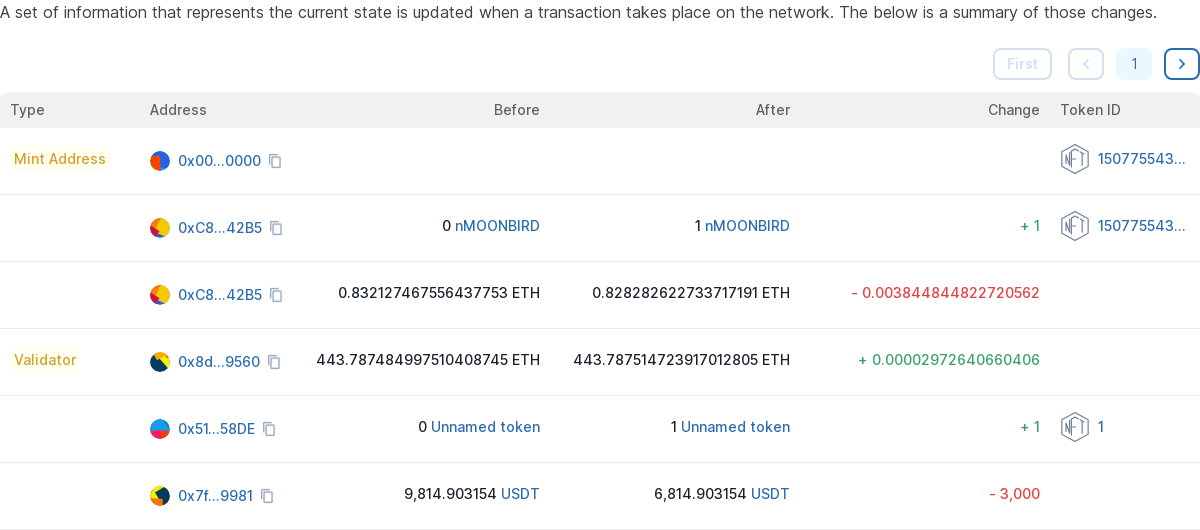 A set of information that represents the current state is updated when a transaction takes place on the network. The below is a summary of those changes.
First 1
Type Address Before After Change Token ID
Mint Address 0x00...0000 NFT 150775543...
0xC8...42B5 0 nMOONBIRD 1 nMOONBIRD + 1 NFT 150775543...
0xC8...42B5 0.832127467556437753 ETH 0.828282622733717191 ETH - 0.003844844822720562
Validator 0x8d...9560 443.787484997510408745 ETH 443.787514723917012805 ETH + 0.00002972640660406
0x51...58DE 0 Unnamed token 1 Unnamed token + 1 NFT 1
0x7f...9981 9,814.903154 USDT 6,814.903154 USDT - 3,000